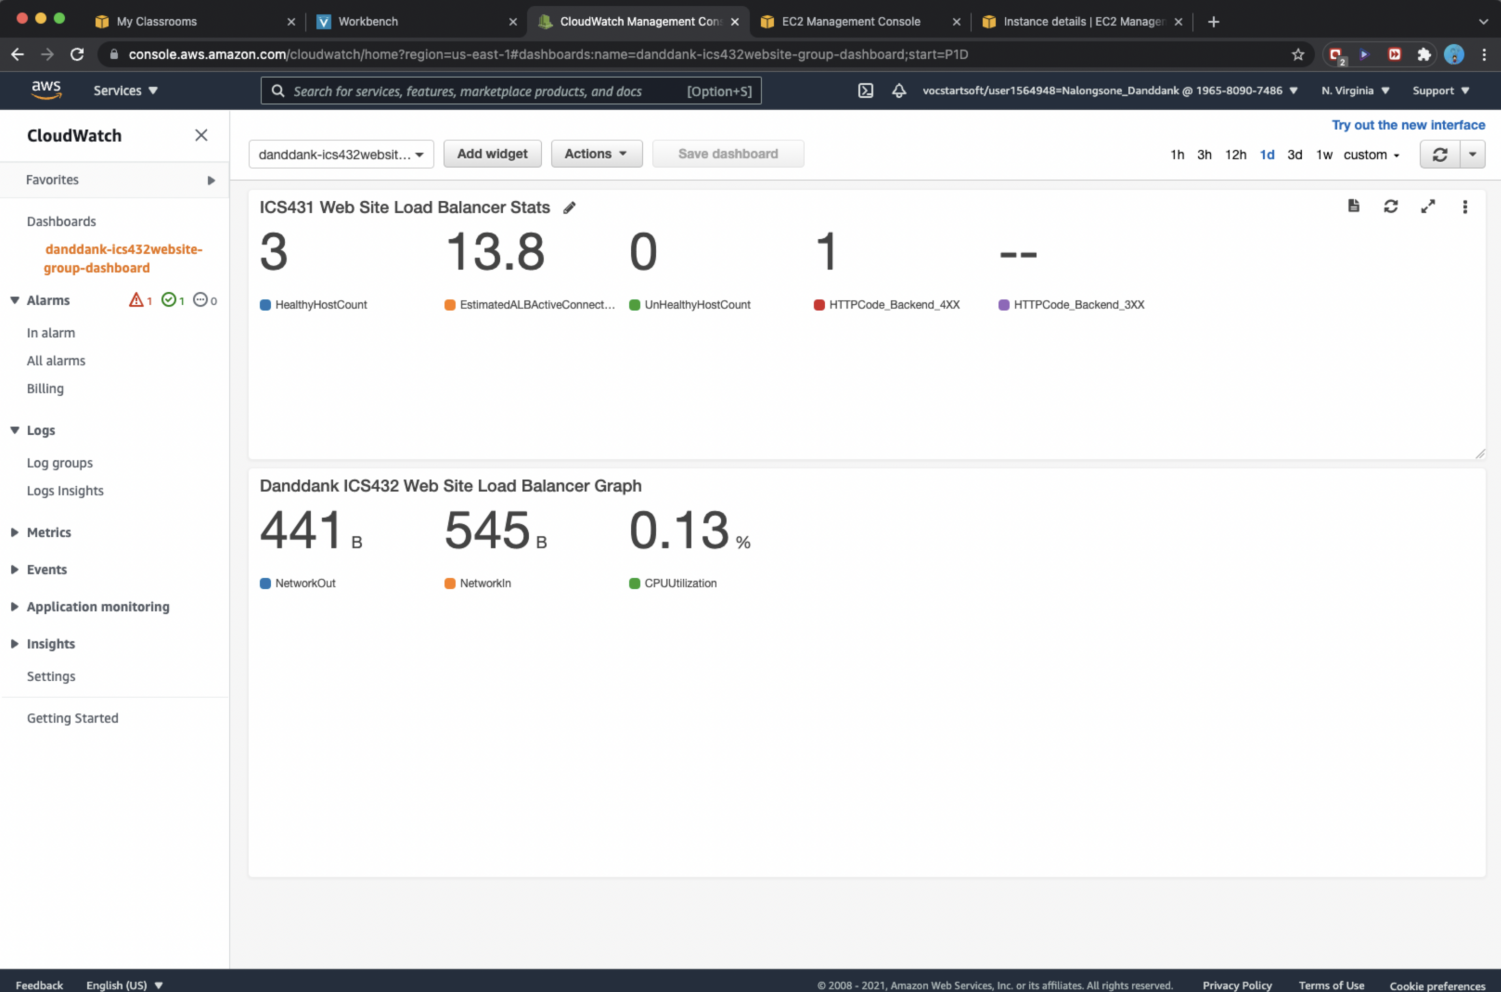 My Classrooms
Workbench
CloudWatch Management Con
EC2 Management Console
Instance details | EC2 Manager
console.aws.amazon.com/cloudwatch/home?region=us-east-1#dashboards:name=danddank-ics432website-group-dashboard;start=P1D
2
aws
Services
Search for services, features, marketplace products, and docs [Option+S]
vocstartsoft/user1564948=Nalongsone_Danddank @ 1965-8090-7486
N. Virginia
Support
CloudWatch
Try out the new interface
danddank-ics432websit...
Add widget
Actions
Save dashboard
1h 3h 12h 1d 3d 1w custom
Favorites
Dashboards
danddank-ics432website-
group-dashboard
Alarms 1 1 0
In alarm
All alarms
Billing
Logs
Log groups
Logs Insights
Metrics
Events
Application monitoring
Insights
Settings
Getting Started
ICS431 Web Site Load Balancer Stats
3 13.8 0 1 --
HealthyHostCount EstimatedALBActiveConnect... UnHealthyHostCount HTTPCode_Backend_4XX HTTPCode_Backend_3XX
Danddank ICS432 Web Site Load Balancer Graph
441 B 545 B 0.13 %
NetworkOut NetworkIn CPUUtilization
Feedback English (US)
© 2008 - 2021, Amazon Web Services, Inc. or its affiliates. All rights reserved. Privacy Policy Terms of Use Cookie preferences